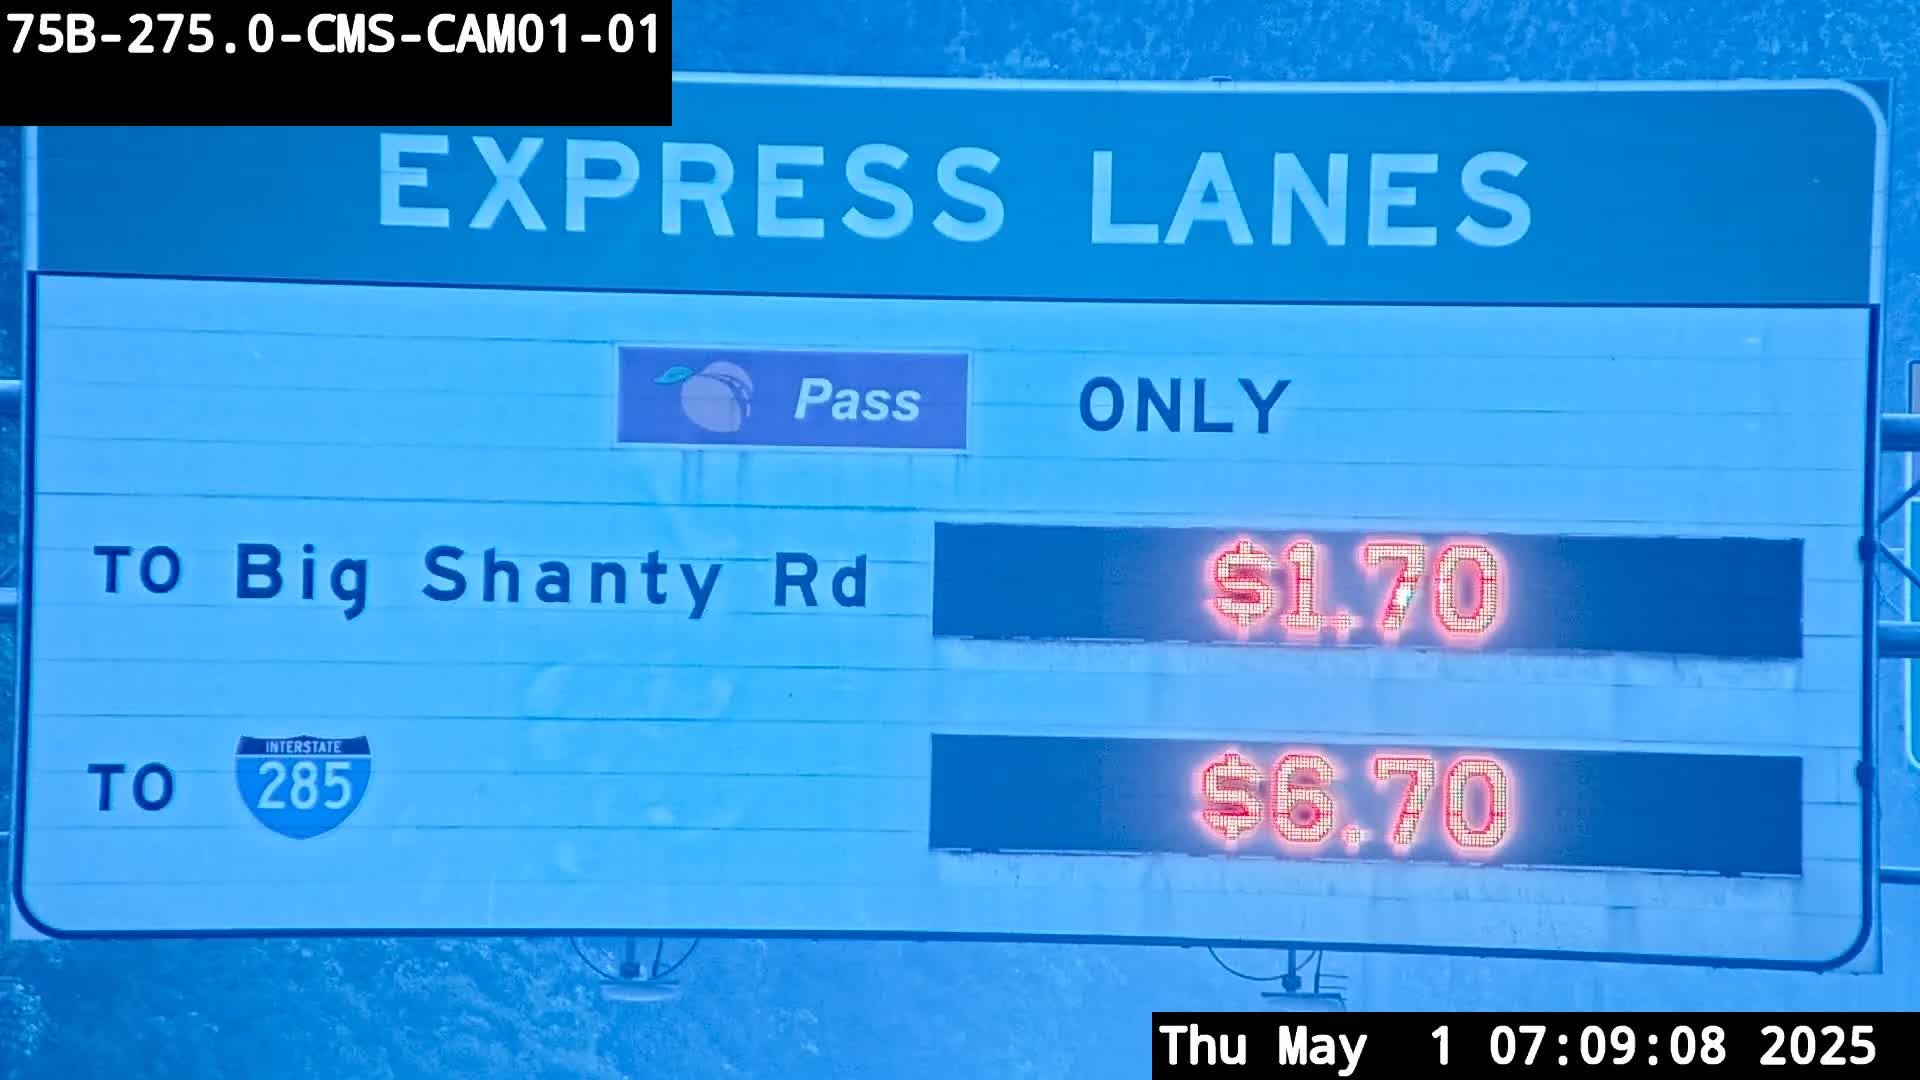 75B-275.0-CMS-CAM01-01
EXPRESS LANES
Pass ONLY
TO Big Shanty Rd $1.70
TO INTERSTATE 285 $6.70
Thu May 1 07:09:08 2025